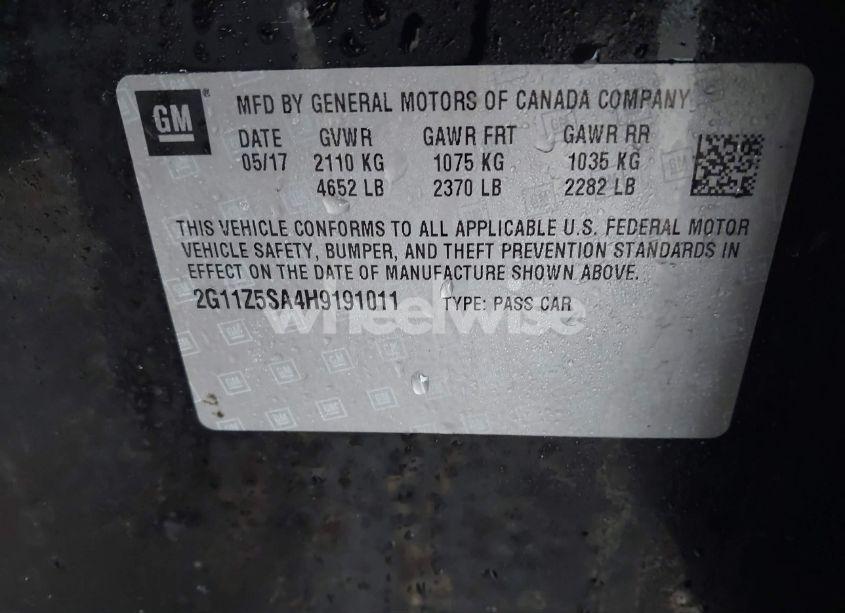 GM
MFD BY GENERAL MOTORS OF CANADA COMPANY
DATE GVWR GAWR FRT GAWR RR
05/17 2110 KG 1075 KG 1035 KG
4652 LB 2370 LB 2282 LB
THIS VEHICLE CONFORMS TO ALL APPLICABLE U.S. FEDERAL MOTOR
VEHICLE SAFETY, BUMPER, AND THEFT PREVENTION STANDARDS IN
EFFECT ON THE DATE OF MANUFACTURE SHOWN ABOVE.
2G11Z5SA4H9191011 TYPE: PASS CAR
wheelwise